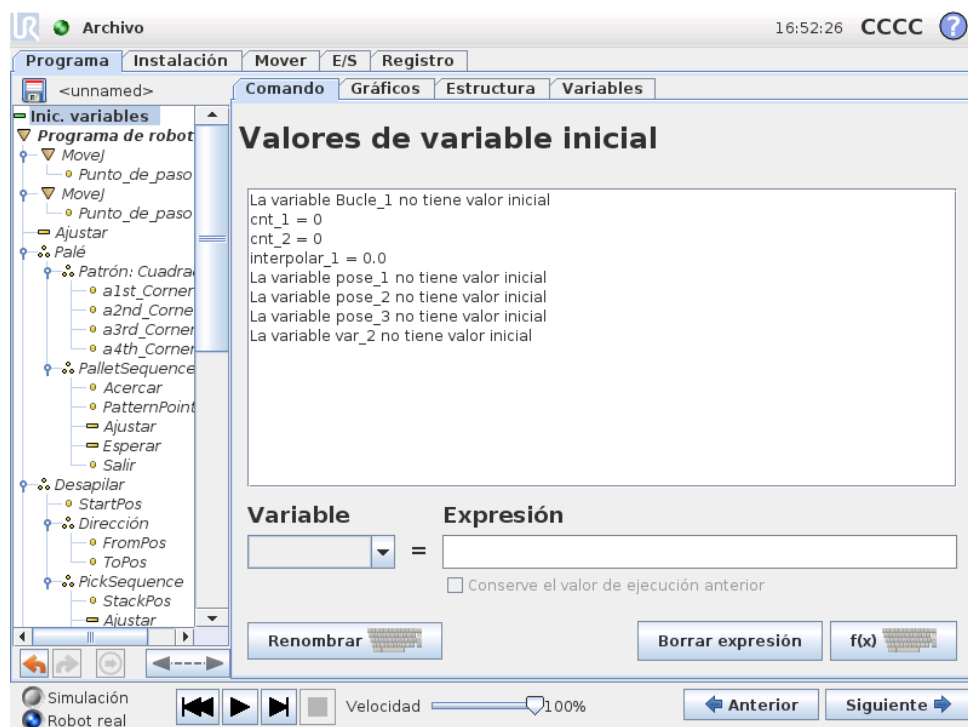 UR Archivo 16:52:26 CCCC ?
Programa Instalación Mover E/S Registro
<unnamed> Comando Gráficos Estructura Variables
Inic. variables
Programa de robot
MoveJ
Punto_de_paso
MoveJ
Punto_de_paso
Ajustar
Palé
Patrón: Cuadra
a1st_Corner
a2nd_Corne
a3rd_Corner
a4th_Corner
PalletSequence
Acercar
PatternPoint
Ajustar
Esperar
Salir
Desapilar
StartPos
Dirección
FromPos
ToPos
PickSequence
StackPos
Ajustar
Valores de variable inicial
La variable Bucle_1 no tiene valor inicial
cnt_1 = 0
cnt_2 = 0
interpolar_1 = 0.0
La variable pose_1 no tiene valor inicial
La variable pose_2 no tiene valor inicial
La variable pose_3 no tiene valor inicial
La variable var_2 no tiene valor inicial
Variable Expresión
=
Conserve el valor de ejecución anterior
Renombrar Borrar expresión f(x)
Simulación
Robot real
Velocidad 100% Anterior Siguiente